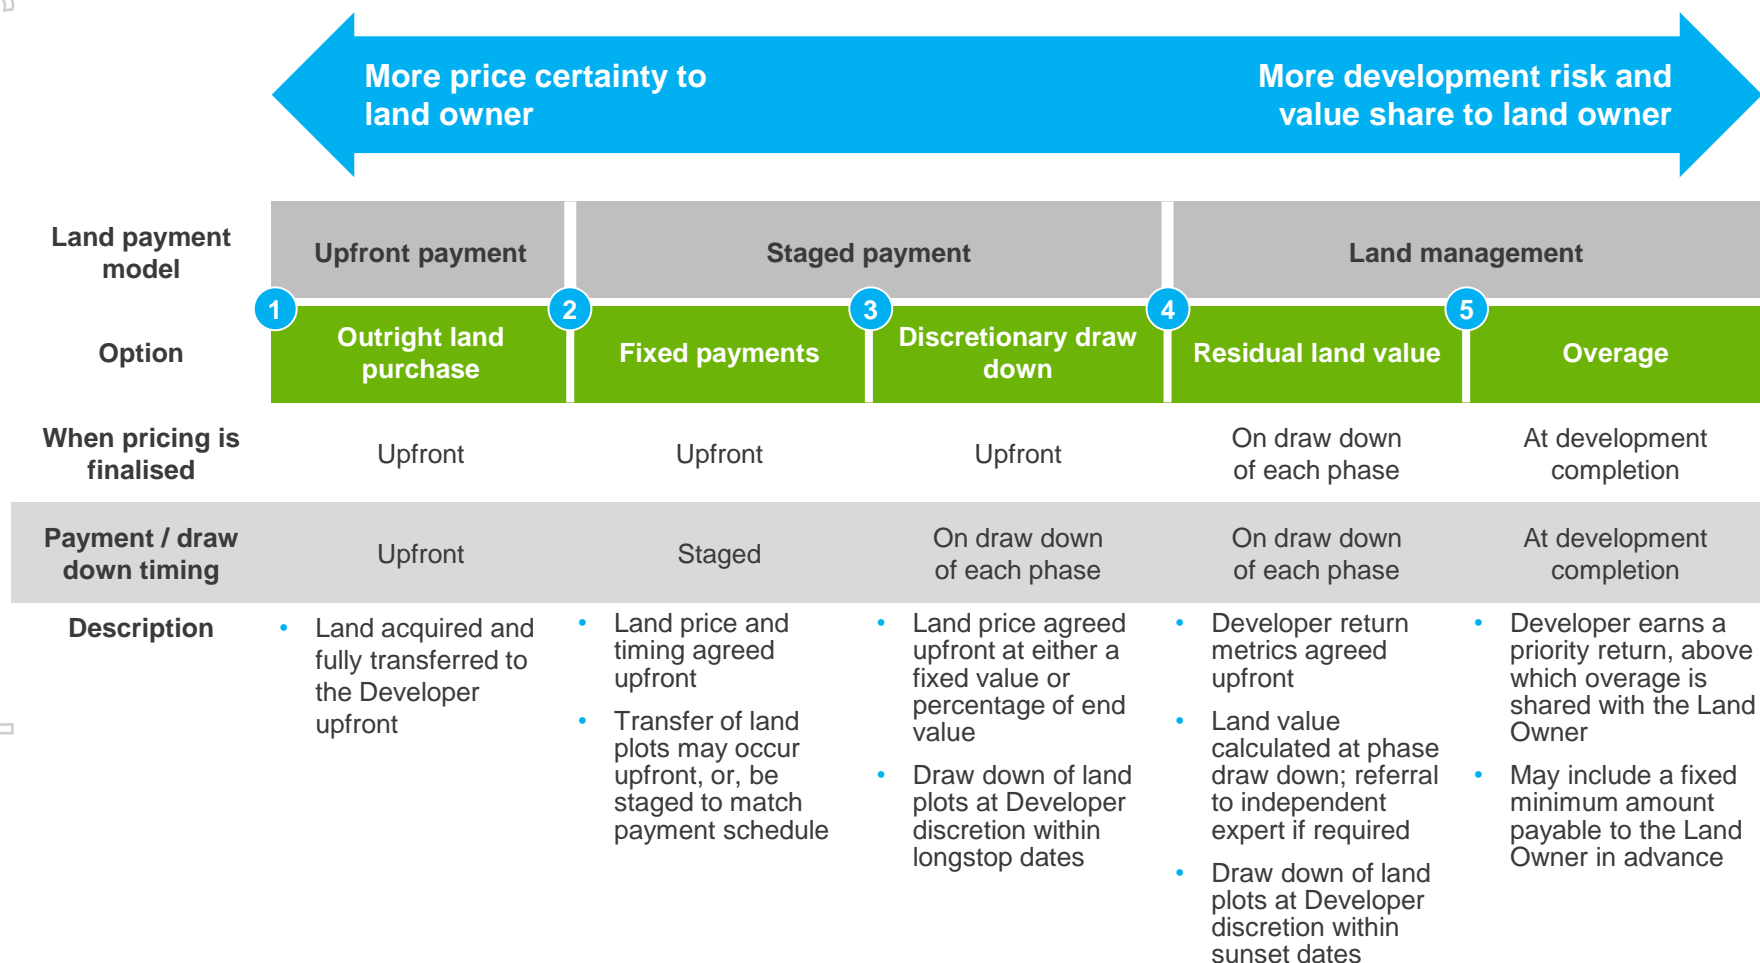 More price certainty to
land owner
More development risk and
value share to land owner
Land payment
model
Upfront payment
Staged payment
Land management
1
2
3
4
5
Option
Outright land
purchase
Fixed payments
Discretionary draw
down
Residual land value
Overage
When pricing is
finalised
Upfront
Upfront
Upfront
On draw down
of each phase
At development
completion
Payment / draw
down timing
Upfront
Staged
On draw down
of each phase
On draw down
of each phase
At development
completion
Description
• Land acquired and
fully transferred to
the Developer
upfront
• Land price and
timing agreed
upfront
• Transfer of land
plots may occur
upfront, or, be
staged to match
payment schedule
• Land price agreed
upfront at either a
fixed value or
percentage of end
value
• Draw down of land
plots at Developer
discretion within
longstop dates
• Developer return
metrics agreed
upfront
• Land value
calculated at phase
draw down; referral
to independent
expert if required
• Draw down of land
plots at Developer
discretion within
sunset dates
• Developer earns a
priority return, above
which overage is
shared with the Land
Owner
• May include a fixed
minimum amount
payable to the Land
Owner in advance